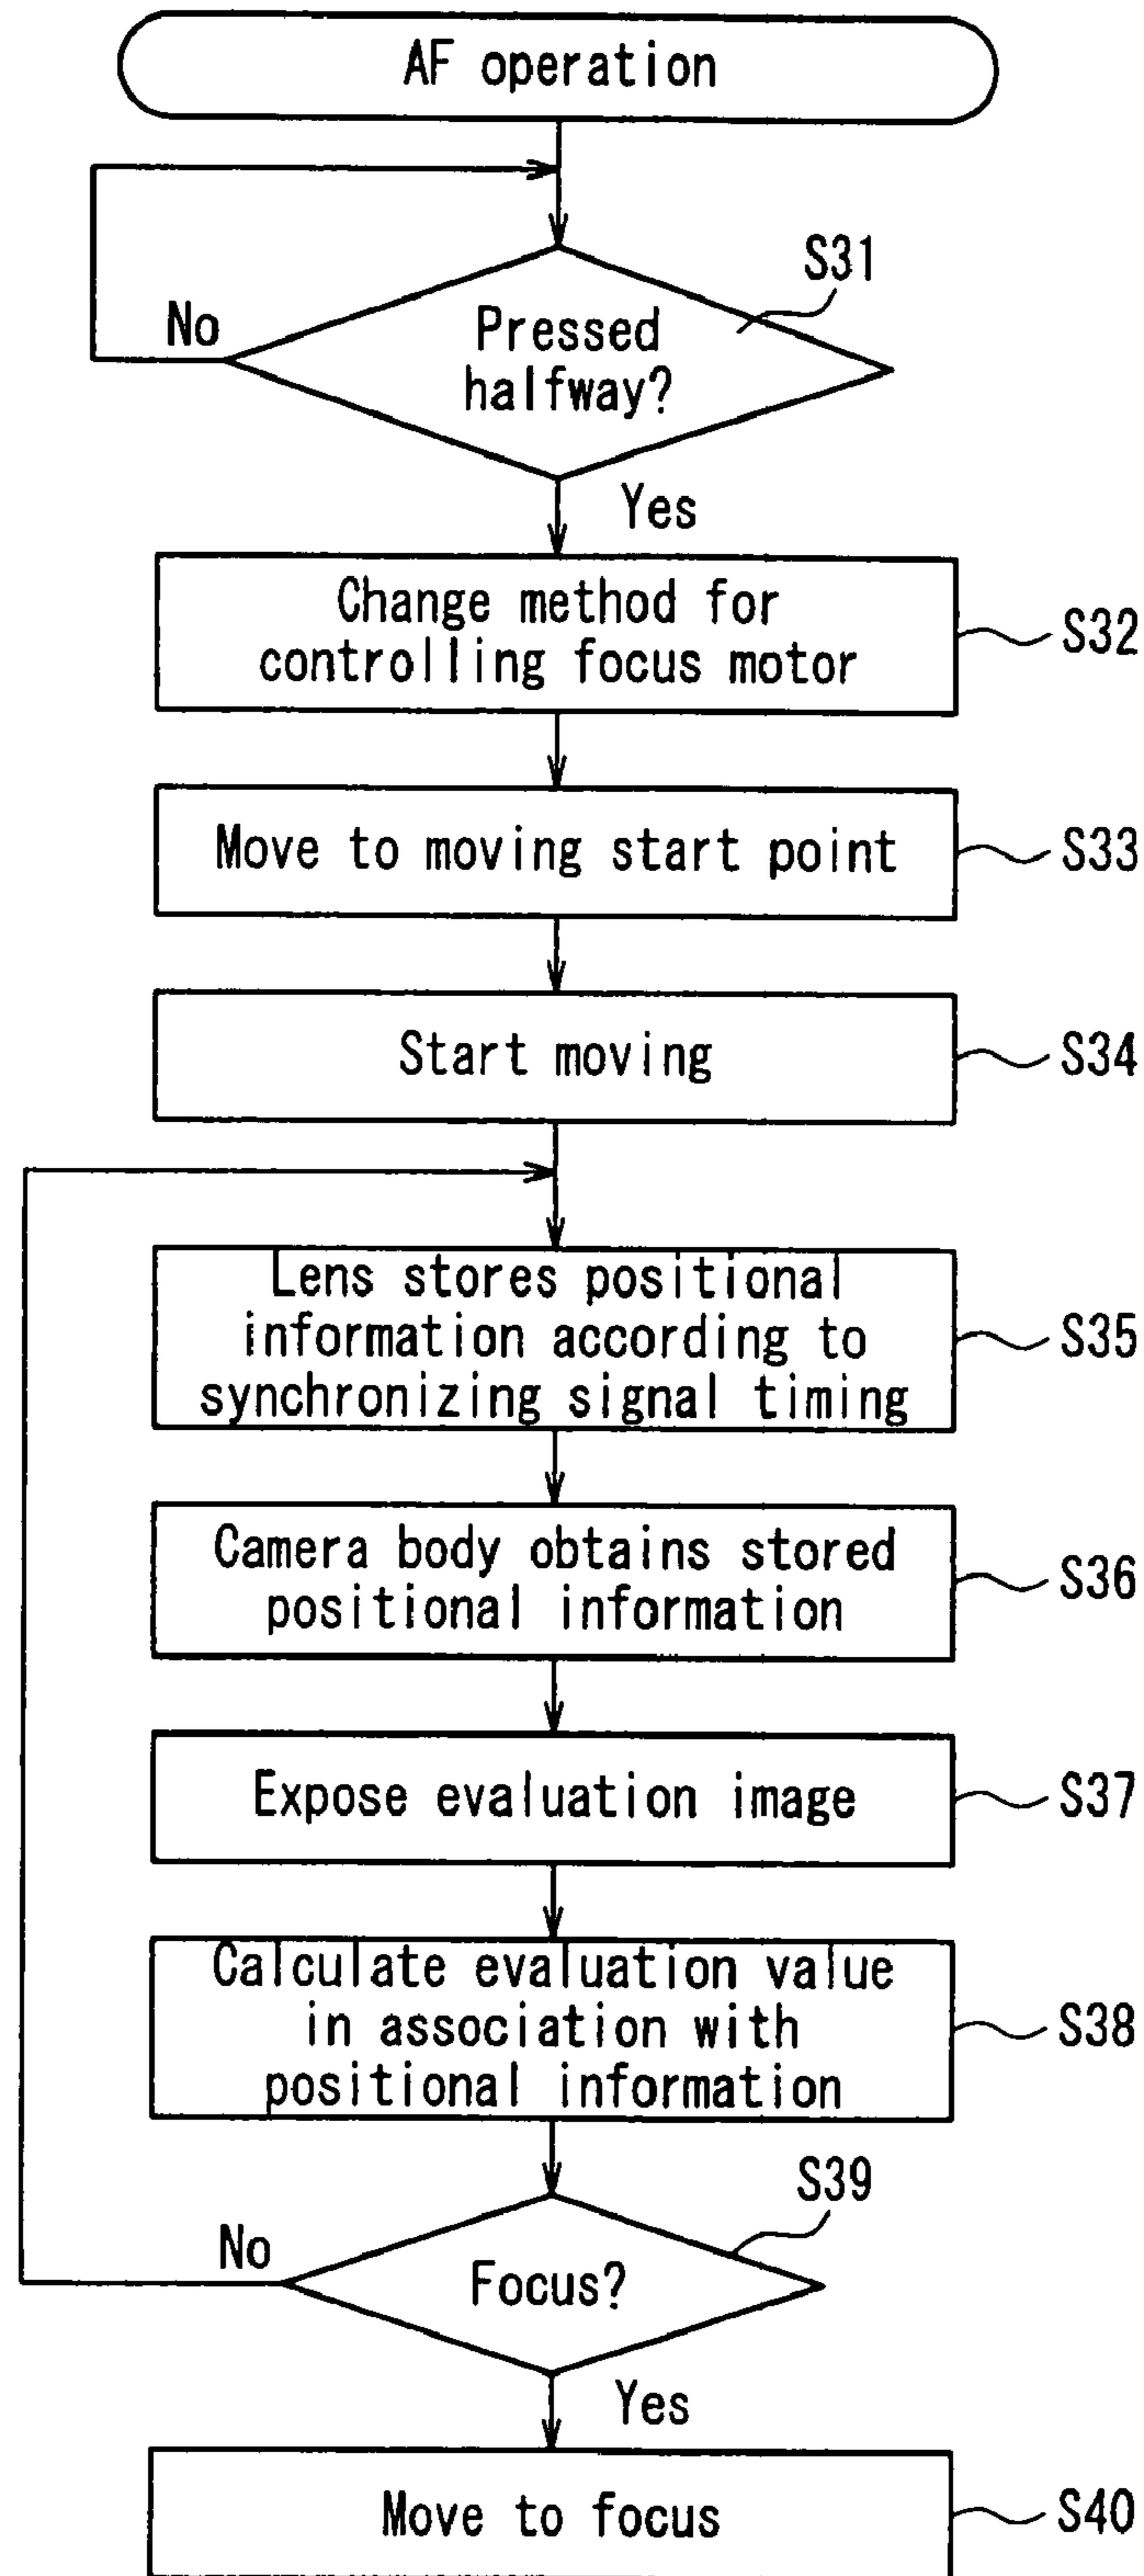 AF operation
S31
No
Pressed
halfway?
Yes
Change method for
controlling focus motor
S32
Move to moving start point
S33
Start moving
S34
Lens stores positional
information according to
synchronizing signal timing
S35
Camera body obtains stored
positional information
S36
Expose evaluation image
S37
Calculate evaluation value
in association with
positional information
S38
S39
No
Focus?
Yes
Move to focus
S40